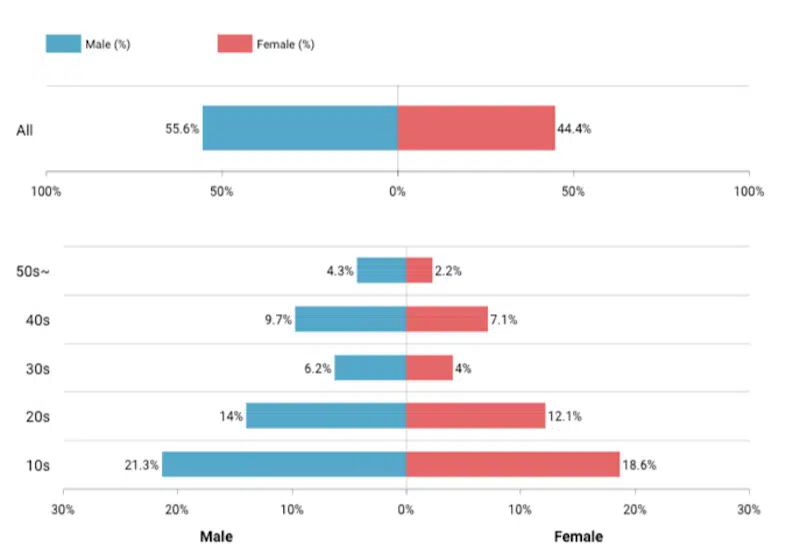 Male (%) Female (%)
All 55.6% 44.4%
100% 50% 0% 50% 100%
50s~ 4.3% 2.2%
40s 9.7% 7.1%
30s 6.2% 4%
20s 14% 12.1%
10s 21.3% 18.6%
30% 20% 10% 0% 10% 20% 30%
Male Female